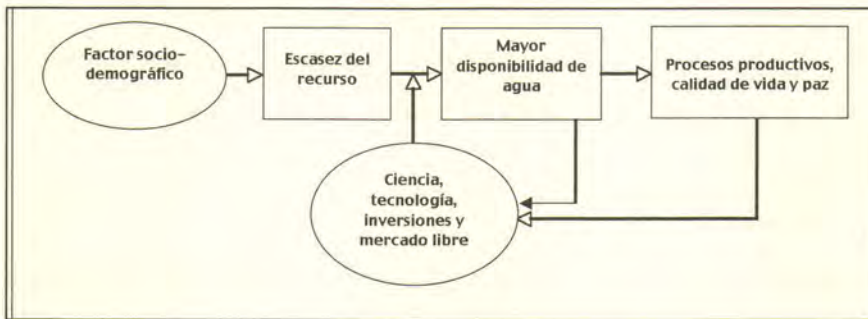 Factor socio-
demográfico
Escasez del
recurso
Mayor
disponibilidad de
agua
Procesos productivos,
calidad de vida y paz
Ciencia,
tecnología,
inversiones y
mercado libre